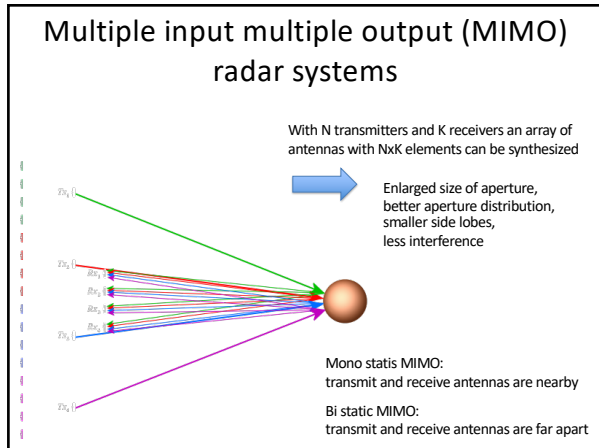 Multiple input multiple output (MIMO)
radar systems
With N transmitters and K receivers an array of
antennas with NxK elements can be synthesized
Enlarged size of aperture,
better aperture distribution,
smaller side lobes,
less interference
Mono statis MIMO:
transmit and receive antennas are nearby
Bi static MIMO:
transmit and receive antennas are far apart